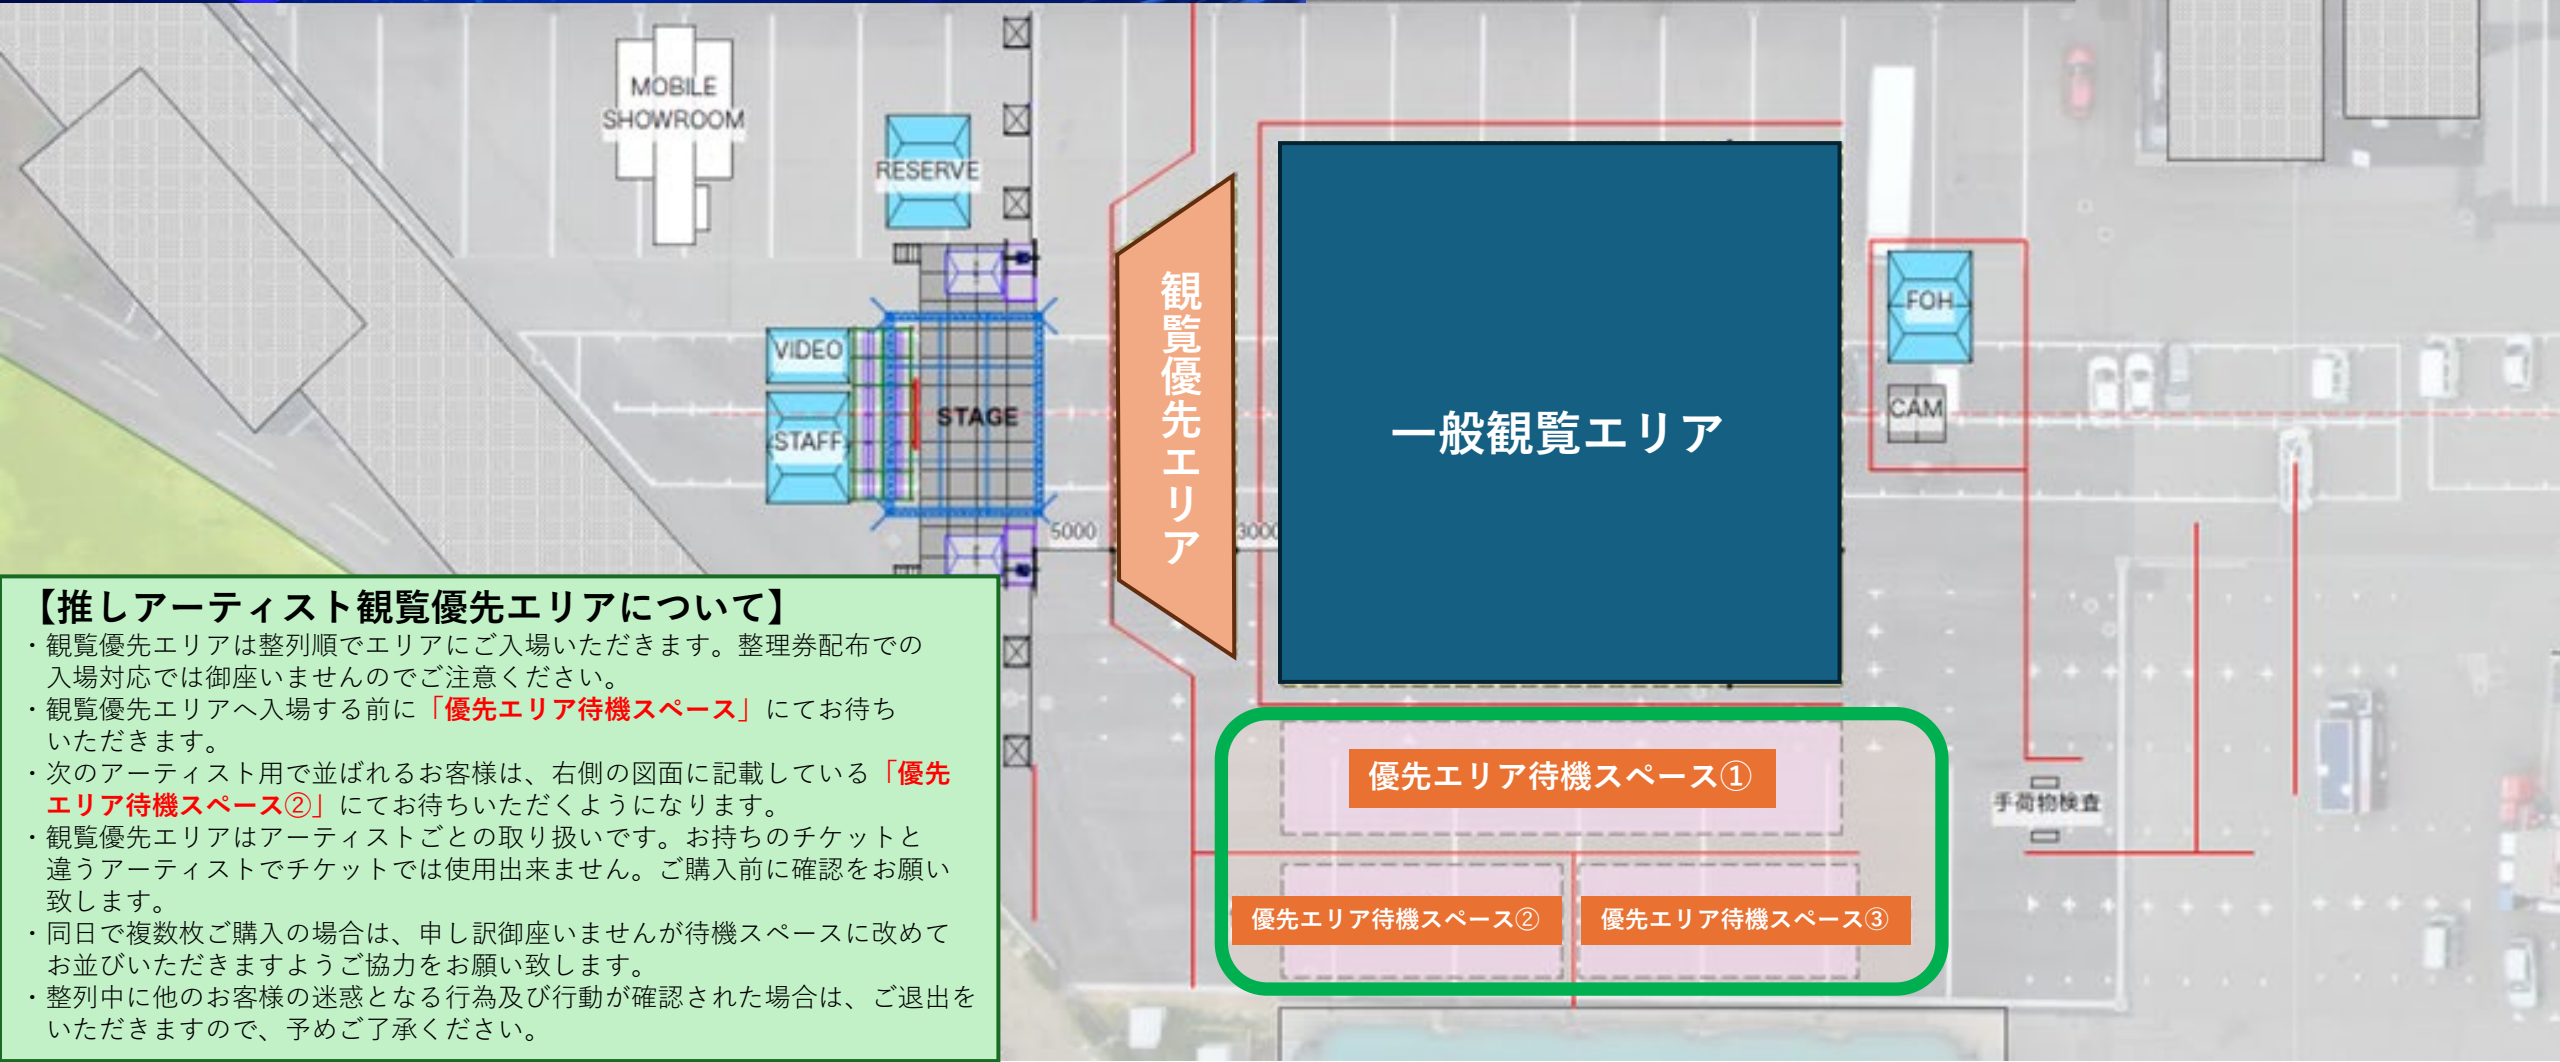 MOBILE
SHOWROOM
RESERVE
VIDEO
STAFF
STAGE
5000
3000
観覧優先エリア
一般観覧エリア
FOH
CAM
手荷物検査
優先エリア待機スペース①
優先エリア待機スペース②
優先エリア待機スペース③
【推しアーティスト観覧優先エリアについて】
・観覧優先エリアは整列順でエリアにご入場いただきます。整理券配布での
入場対応では御座いませんのでご注意ください。
・観覧優先エリアへ入場する前に「優先エリア待機スペース」にてお待ち
いただきます。
・次のアーティスト用で並ばれるお客様は、右側の図面に記載している「優先
エリア待機スペース②」にてお待ちいただくようになります。
・観覧優先エリアはアーティストごとの取り扱いです。お持ちのチケットと
違うアーティストでチケットでは使用出来ません。ご購入前に確認をお願い
致します。
・同日で複数枚ご購入の場合は、申し訳御座いませんが待機スペースに改めて
お並びいただきますようご協力をお願い致します。
・整列中に他のお客様の迷惑となる行為及び行動が確認された場合は、ご退出を
いただきますので、予めご了承ください。